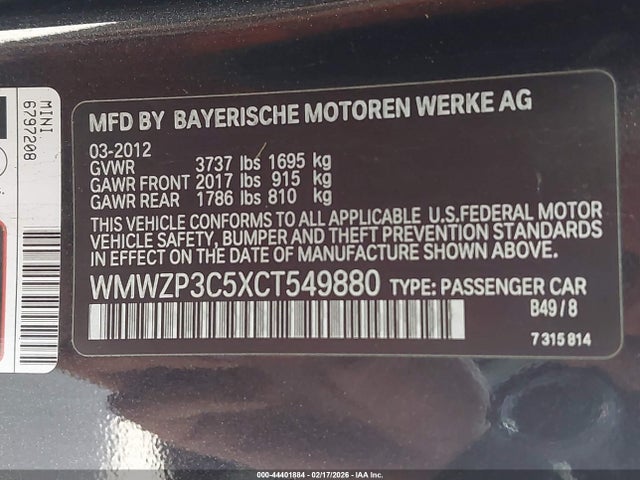 MINI
6797208
MFD BY BAYERISCHE MOTOREN WERKE AG
03-2012
GVWR 3737 lbs 1695 kg
GAWR FRONT 2017 lbs 915 kg
GAWR REAR 1786 lbs 810 kg
THIS VEHICLE CONFORMS TO ALL APPLICABLE U.S.FEDERAL MOTOR
VEHICLE SAFETY, BUMPER AND THEFT PREVENTION STANDARDS
IN EFFECT ON THE DATE OF MANUFACTURE SHOWN ABOVE.
WMWZP3C5XCT549880 TYPE: PASSENGER CAR
B49/8
7 315 814
000-44401884 - 02/17/2026 - IAA Inc.